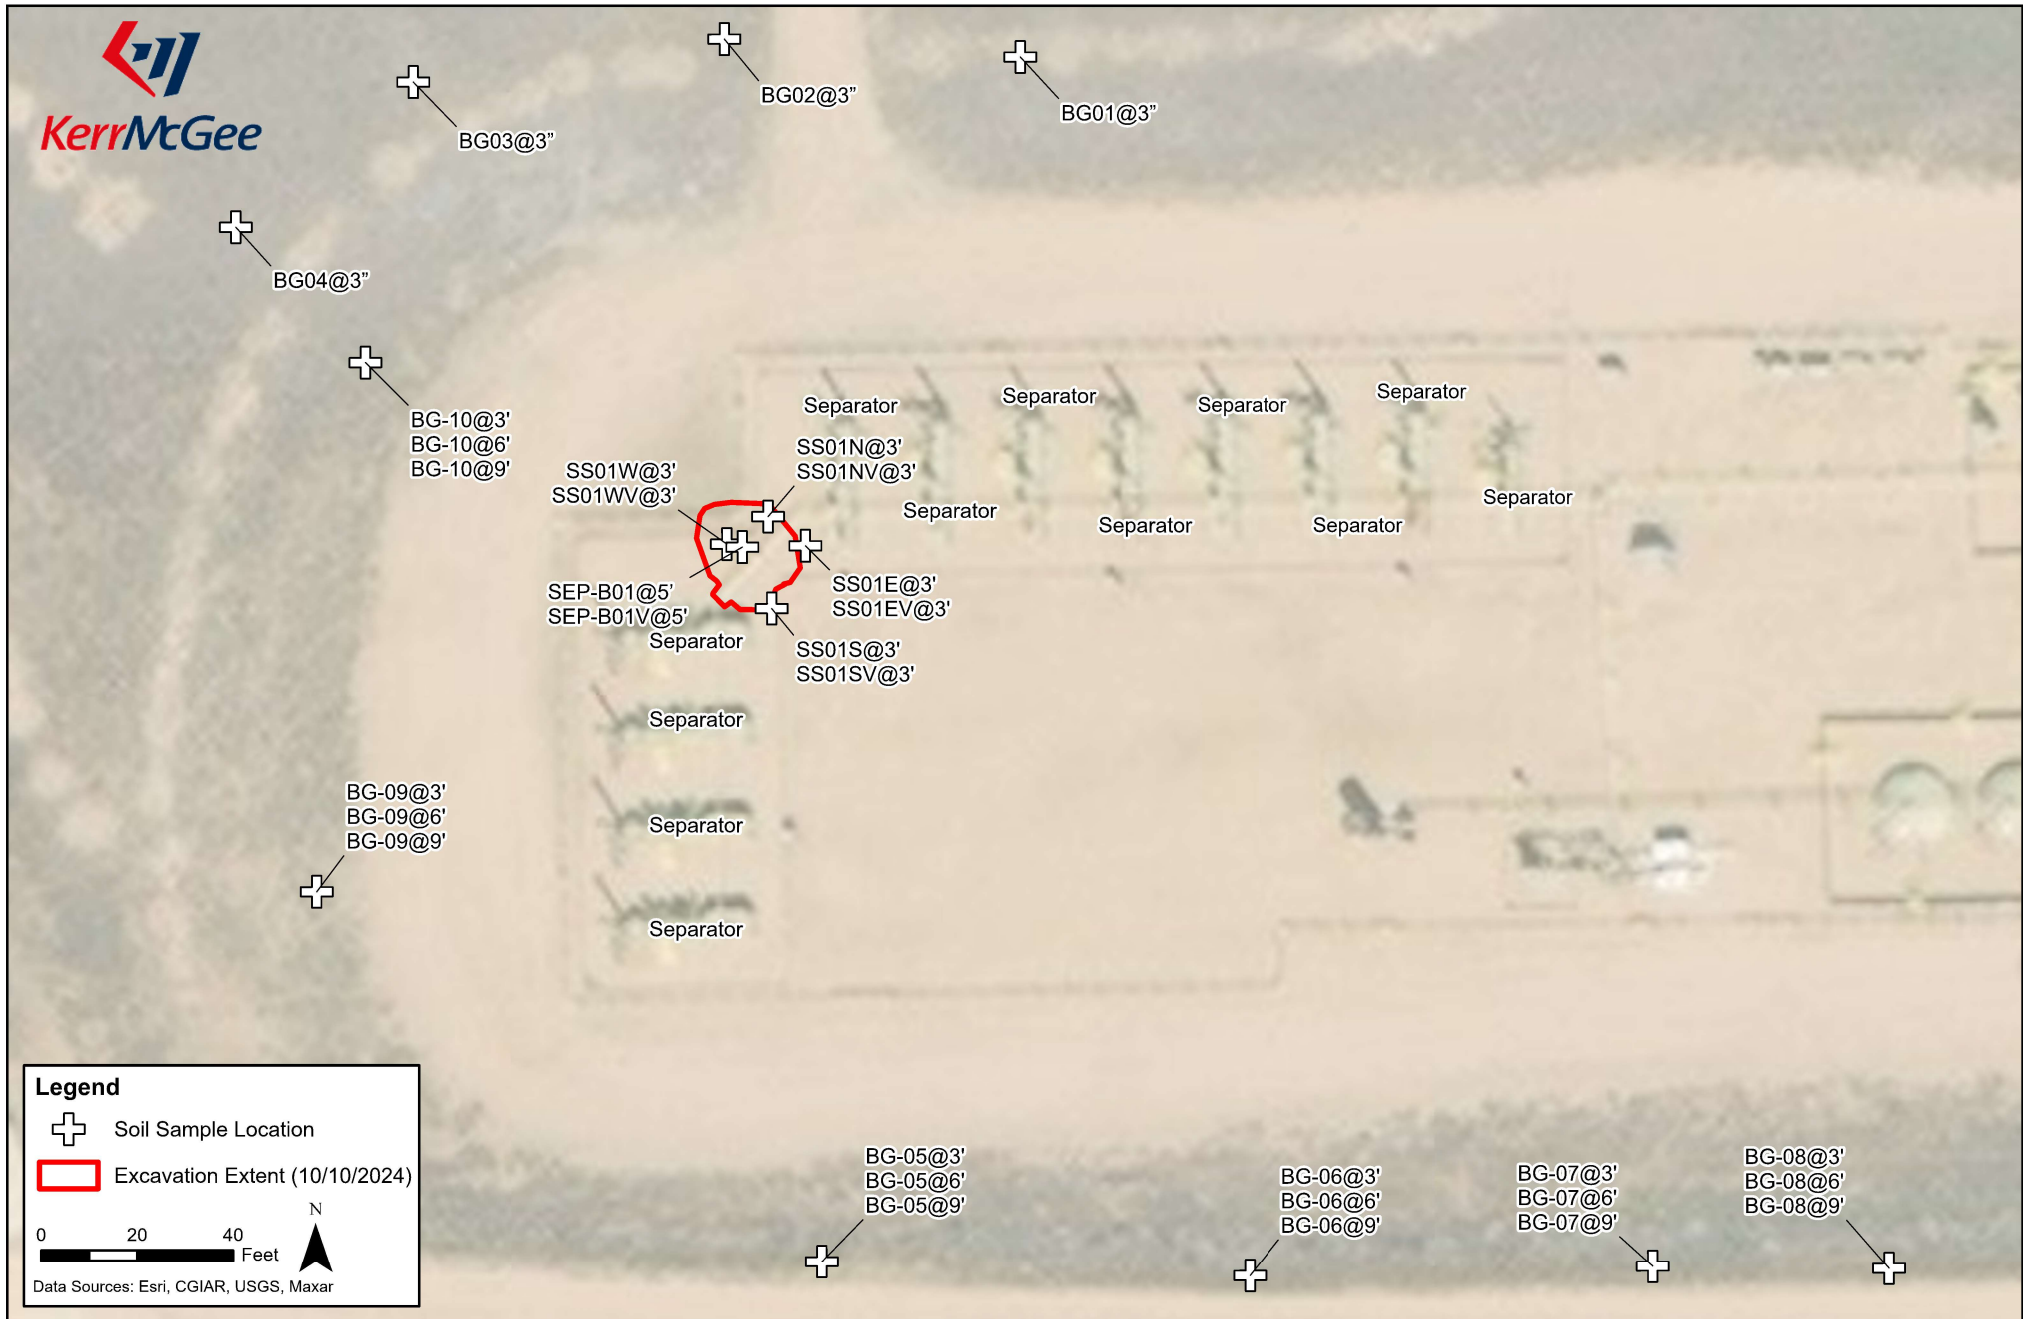 KerrMcGee
BG02@3”
BG01@3”
BG03@3”
BG04@3”
BG-10@3'
BG-10@6'
BG-10@9'
Separator
Separator
Separator
Separator
SS01N@3'
SS01NV@3'
SS01W@3'
SS01WV@3'
Separator
Separator
Separator
Separator
SEP-B01@5'
SEP-B01V@5'
SS01E@3'
SS01EV@3'
Separator
SS01S@3'
SS01SV@3'
Separator
BG-09@3'
BG-09@6'
BG-09@9'
Separator
Separator
BG-05@3'
BG-05@6'
BG-05@9'
BG-06@3'
BG-06@6'
BG-06@9'
BG-07@3'
BG-07@6'
BG-07@9'
BG-08@3'
BG-08@6'
BG-08@9'
Legend
Soil Sample Location
Excavation Extent (10/10/2024)
N
0 20 40
Feet
Data Sources: Esri, CGIAR, USGS, Maxar